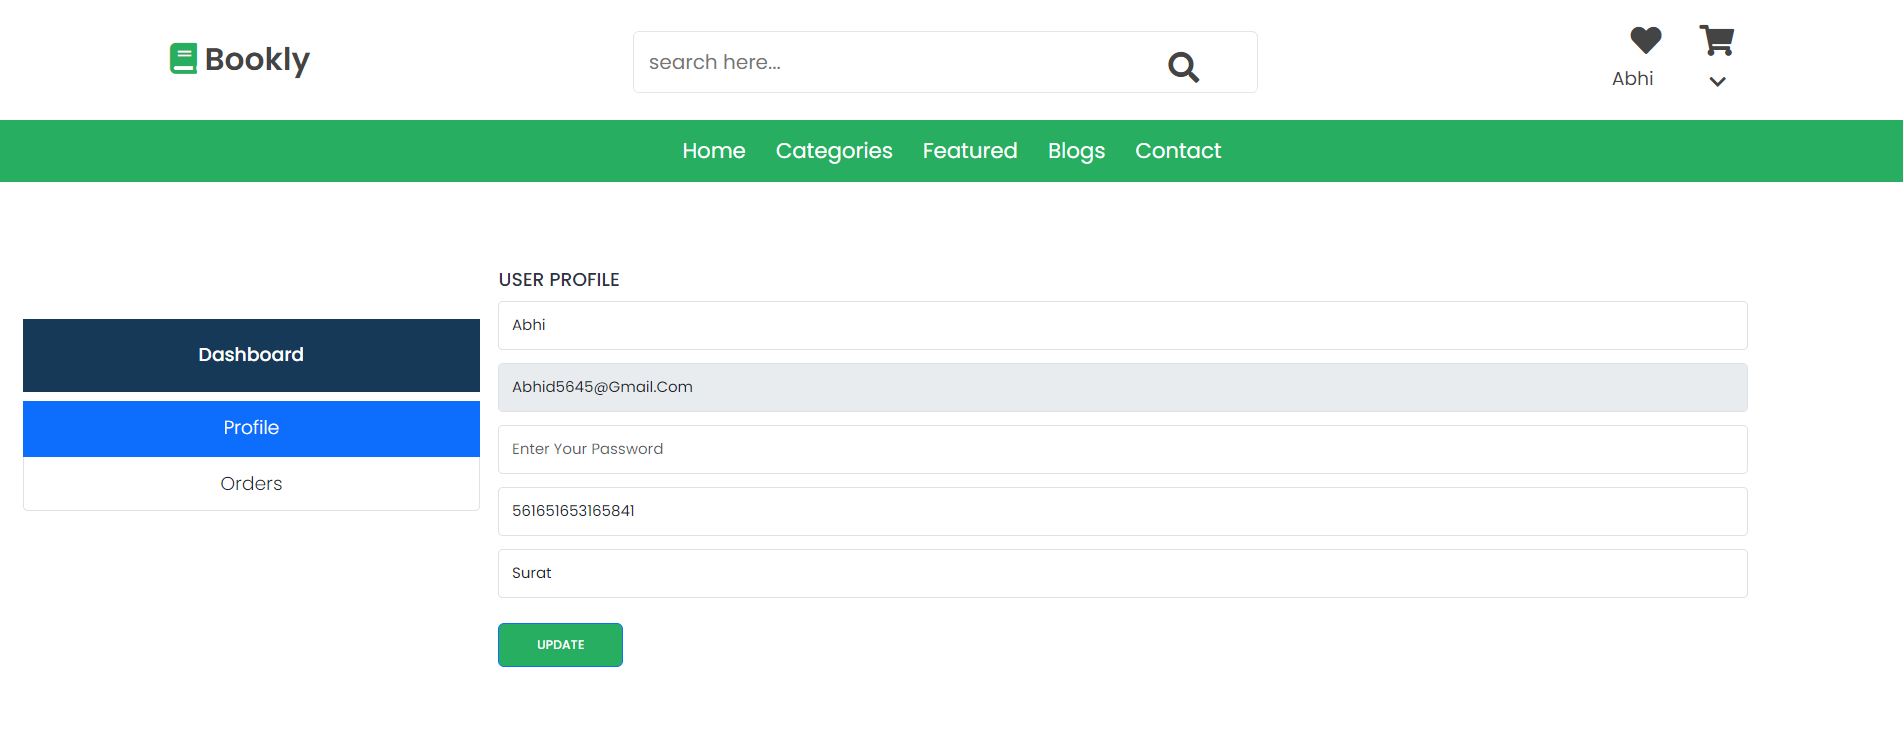 Bookly
search here...
Abhi
Home Categories Featured Blogs Contact
USER PROFILE
Dashboard
Profile
Orders
Abhi
Abhid5645@Gmail.Com
Enter Your Password
561651653165841
Surat
UPDATE